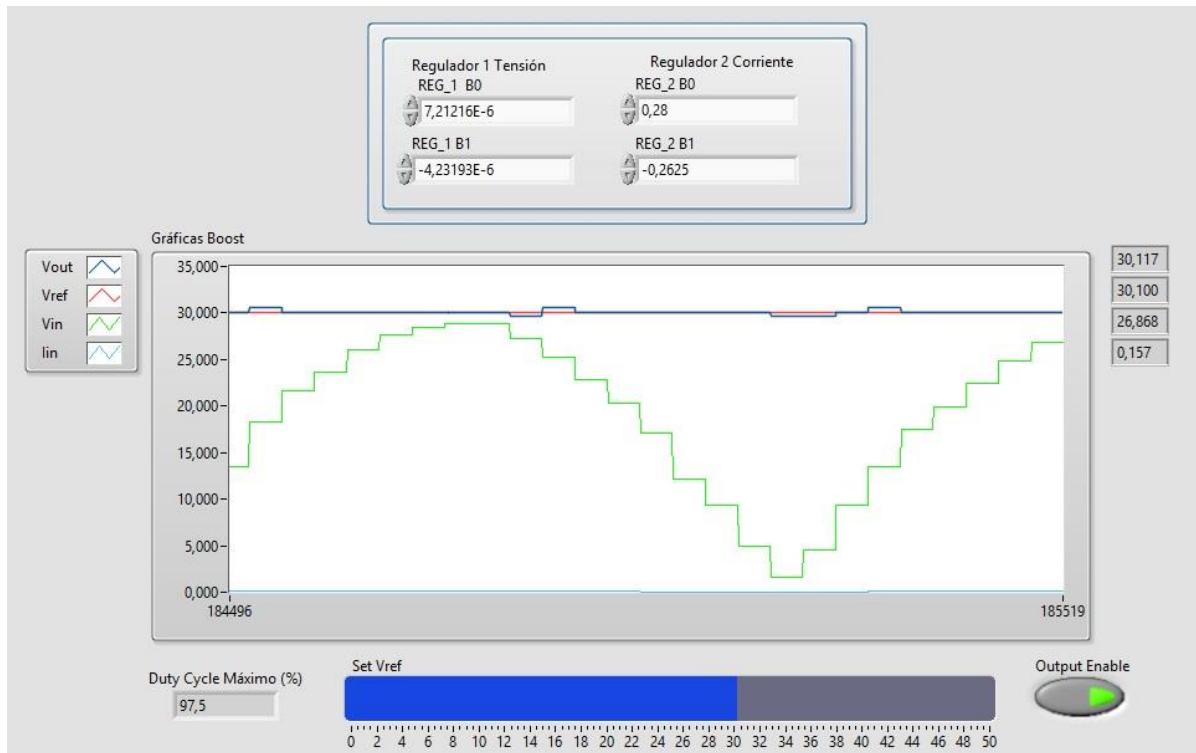 Regulador 1 Tensión
REG_1 B0
7,21216E-6
REG_1 B1
-4,23193E-6
Regulador 2 Corriente
REG_2 B0
0,28
REG_2 B1
-0,2625
Gráficas Boost
Vout
Vref
Vin
Iin
35,000
30,000
25,000
20,000
15,000
10,000
5,000
0,000
184496
185519
30,117
30,100
26,868
0,157
Duty Cycle Máximo (%)
97,5
Set Vref
0 2 4 6 8 10 12 14 16 18 20 22 24 26 28 30 32 34 36 38 40 42 44 46 48 50
Output Enable